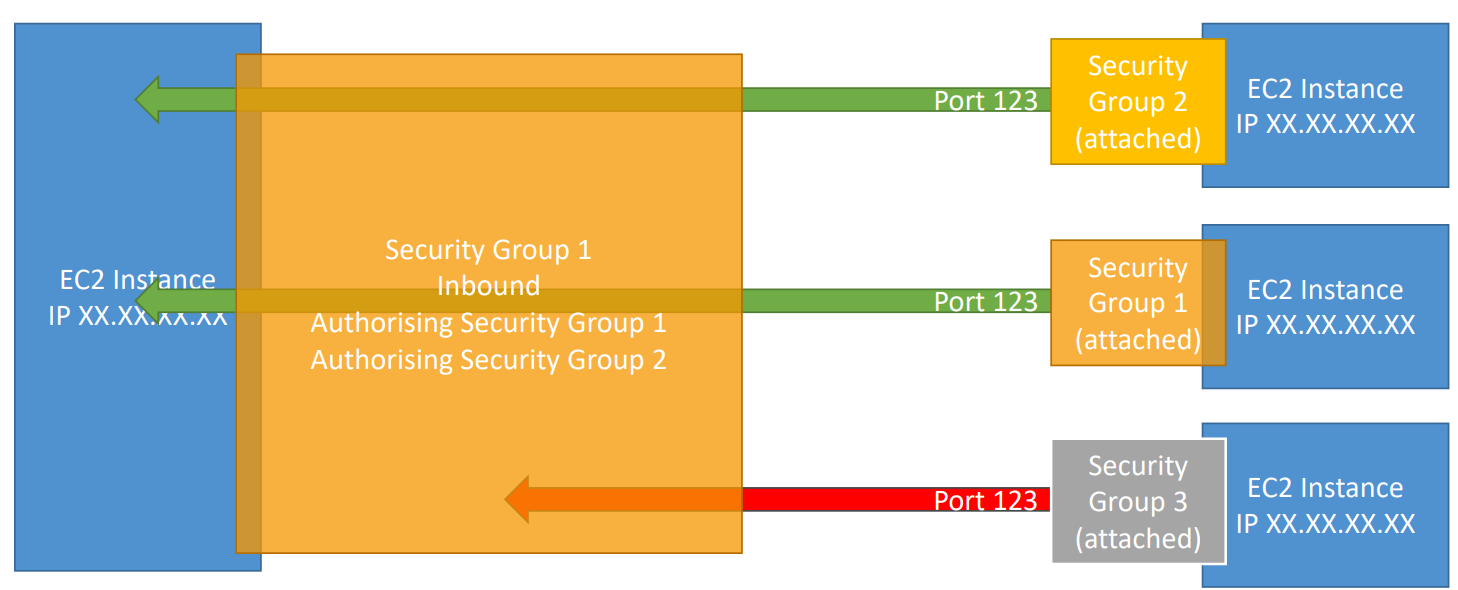 EC2 Instance
IP XX.XX.XX.XX
Security Group 1
Inbound
Authorising Security Group 1
Authorising Security Group 2
Port 123
Security
Group 2
(attached)
EC2 Instance
IP XX.XX.XX.XX
Port 123
Security
Group 1
(attached)
EC2 Instance
IP XX.XX.XX.XX
Port 123
Security
Group 3
(attached)
EC2 Instance
IP XX.XX.XX.XX